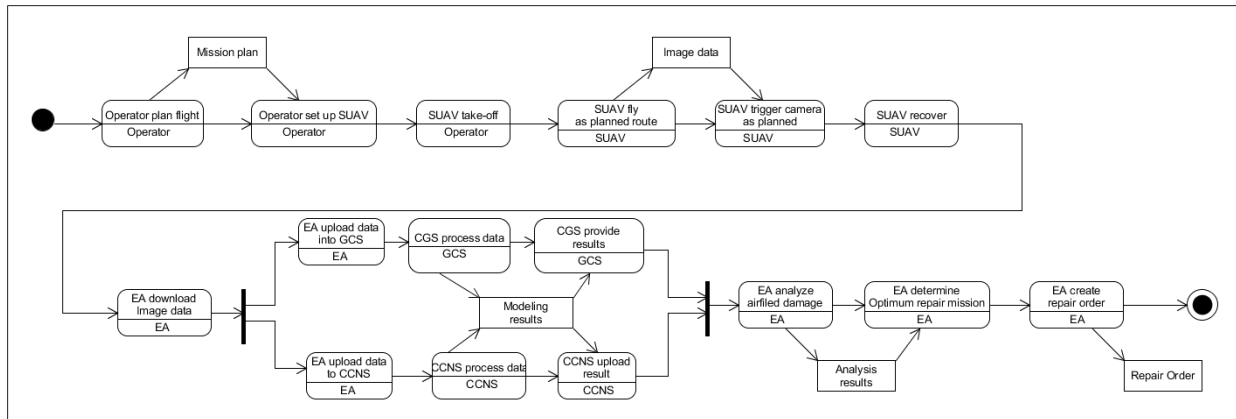 Mission plan
Image data
Operator plan flight
Operator
Operator set up SUAV
Operator
SUAV take-off
Operator
SUAV fly
as planned route
SUAV
SUAV trigger camera
as planned
SUAV
SUAV recover
SUAV
EA upload data
into GCS
EA
CGS process data
GCS
CGS provide
results
GCS
EA download
Image data
EA
Modeling
results
EA analyze
airfiled damage
EA
EA determine
Optimum repair mission
EA
EA create
repair order
EA
EA upload data
to CCNS
EA
CCNS process data
CCNS
CCNS upload
result
CCNS
Analysis
results
Repair Order